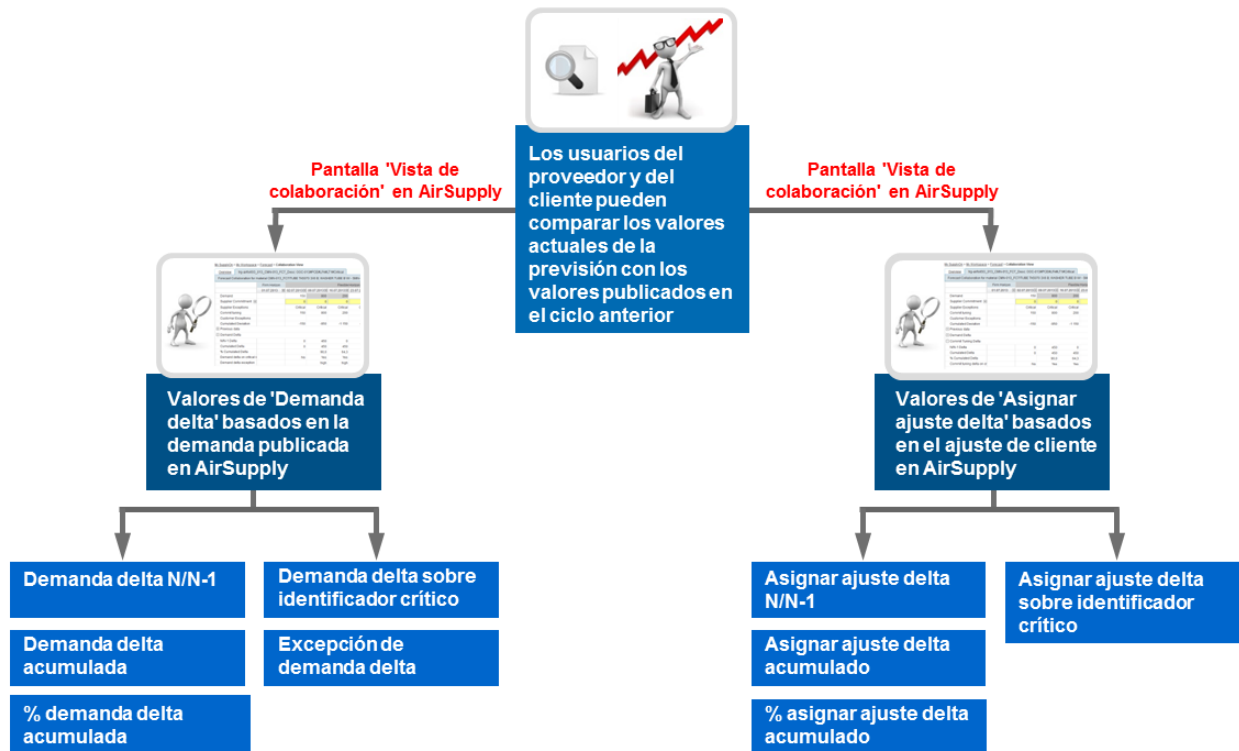 Los usuarios del
proveedor y del
cliente pueden
comparar los valores
actuales de la
previsión con los
valores publicados en
el ciclo anterior
Pantalla 'Vista de
colaboración' en AirSupply
Pantalla 'Vista de
colaboración' en AirSupply
Valores de 'Demanda
delta' basados en la
demanda publicada
en AirSupply
Valores de 'Asignar
ajuste delta' basados
en el ajuste de cliente
en AirSupply
Demanda delta N/N-1
Demanda delta
acumulada
% demanda delta
acumulada
Demanda delta sobre
identificador crítico
Excepción de
demanda delta
Asignar ajuste delta
N/N-1
Asignar ajuste delta
acumulado
% asignar ajuste delta
acumulado
Asignar ajuste delta
sobre identificador
crítico